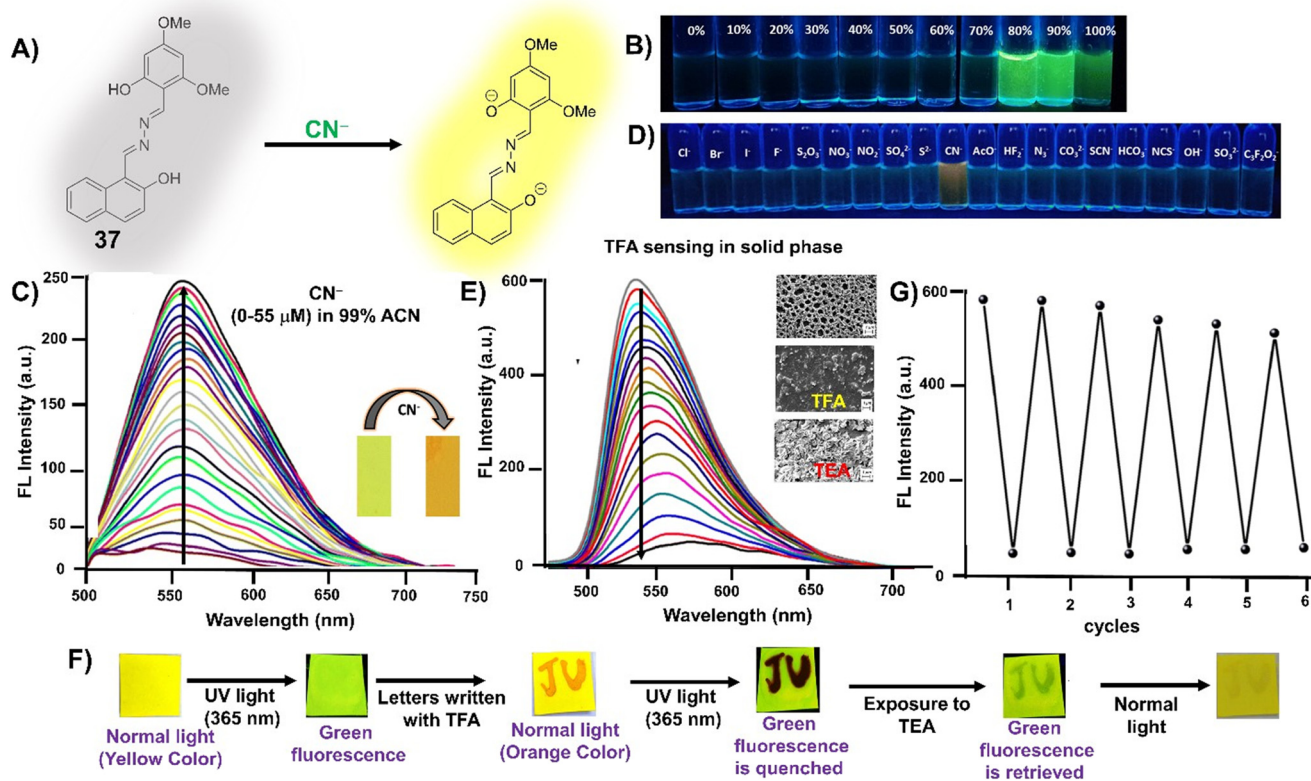 A)
OMe
HO
OMe
N
N
OH
37
CN⁻
OMe
⊖
O
OMe
N
N
⊖
O
B)
0% 10% 20% 30% 40% 50% 60% 70% 80% 90% 100%
D)
Cl⁻ Br⁻ I⁻ F⁻ S₂O₃⁻ NO₃⁻ NO₂⁻ SO₄²⁻ S²⁻ CN⁻ AcO⁻ HF₂⁻ N₃⁻ CO₃²⁻ SCN⁻ HCO₃⁻ NCS⁻ OH⁻ SO₃²⁻ C₃F₂O₂⁻
TFA sensing in solid phase
C)
CN⁻
(0-55 μM) in 99% ACN
CN⁻
FL Intensity (a.u.)
250
200
150
100
50
0
500 550 600 650 700 750
Wavelength (nm)
E)
TFA
TEA
FL Intensity (a.u.)
600
400
200
0
500 550 600 650 700
Wavelength (nm)
G)
FL Intensity (a.u.)
600
400
200
0
1 2 3 4 5 6
cycles
F)
Normal light
(Yellow Color)
UV light
(365 nm)
Green
fluorescence
Letters written
with TFA
JU
Normal light
(Orange Color)
UV light
(365 nm)
JU
Green
fluorescence
is quenched
Exposure to
TEA
JU
Green
fluorescence
is retrieved
Normal
light
JU